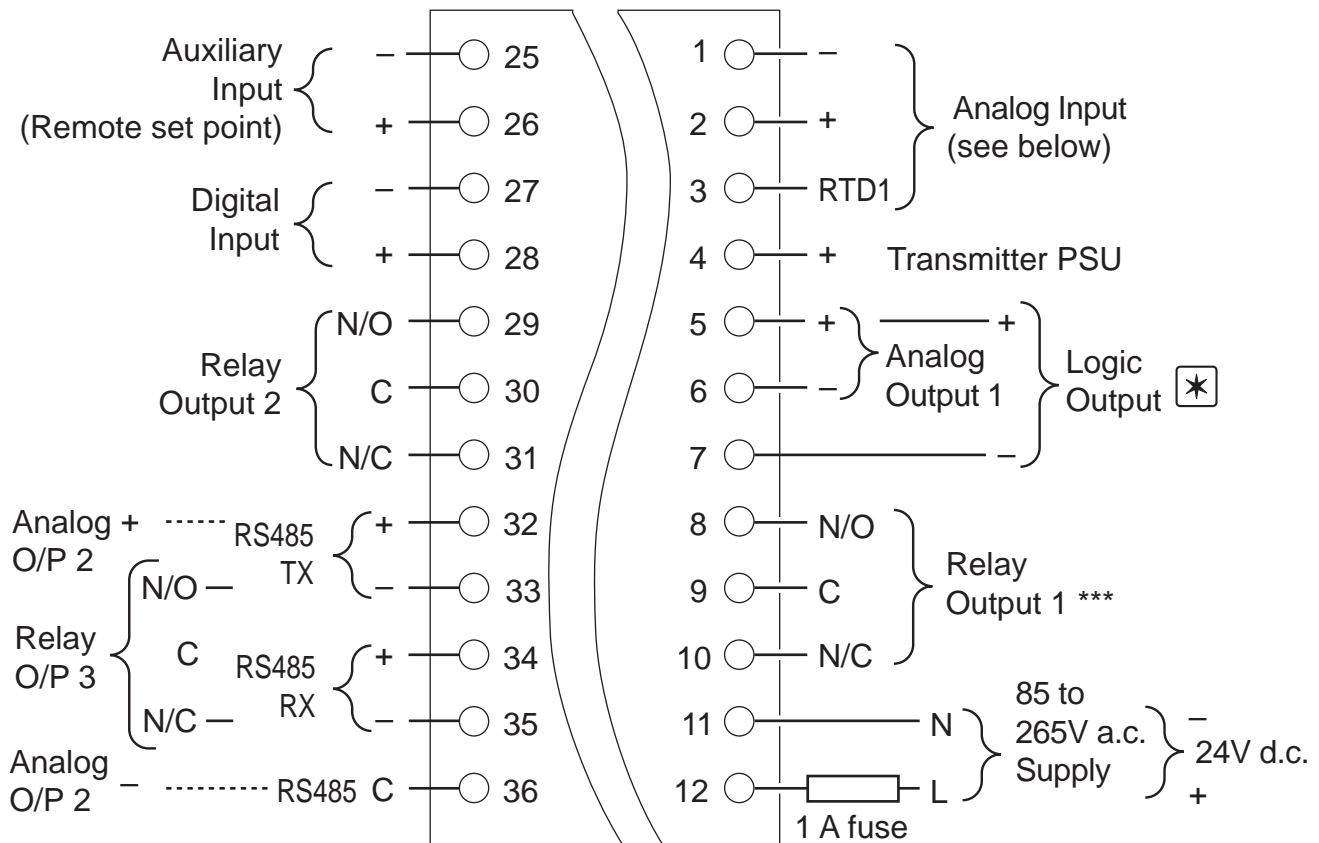 Auxiliary
Input
(Remote set point)
– 25
+ 26
Digital
Input
– 27
+ 28
Relay
Output 2
N/O 29
C 30
N/C 31
Analog +
O/P 2
RS485
TX
+ 32
– 33
Relay
O/P 3
N/O
C
N/C
RS485
RX
+ 34
– 35
Analog –
O/P 2
RS485 C 36
1 –
2 +
3 RTD1
Analog Input
(see below)
4 + Transmitter PSU
5 + +
6 –
Analog
Output 1
7 –
Logic
Output *
8 N/O
9 C
10 N/C
Relay
Output 1 ***
11 N
12 L
1 A fuse
85 to
265V a.c.
Supply
–
24V d.c.
+